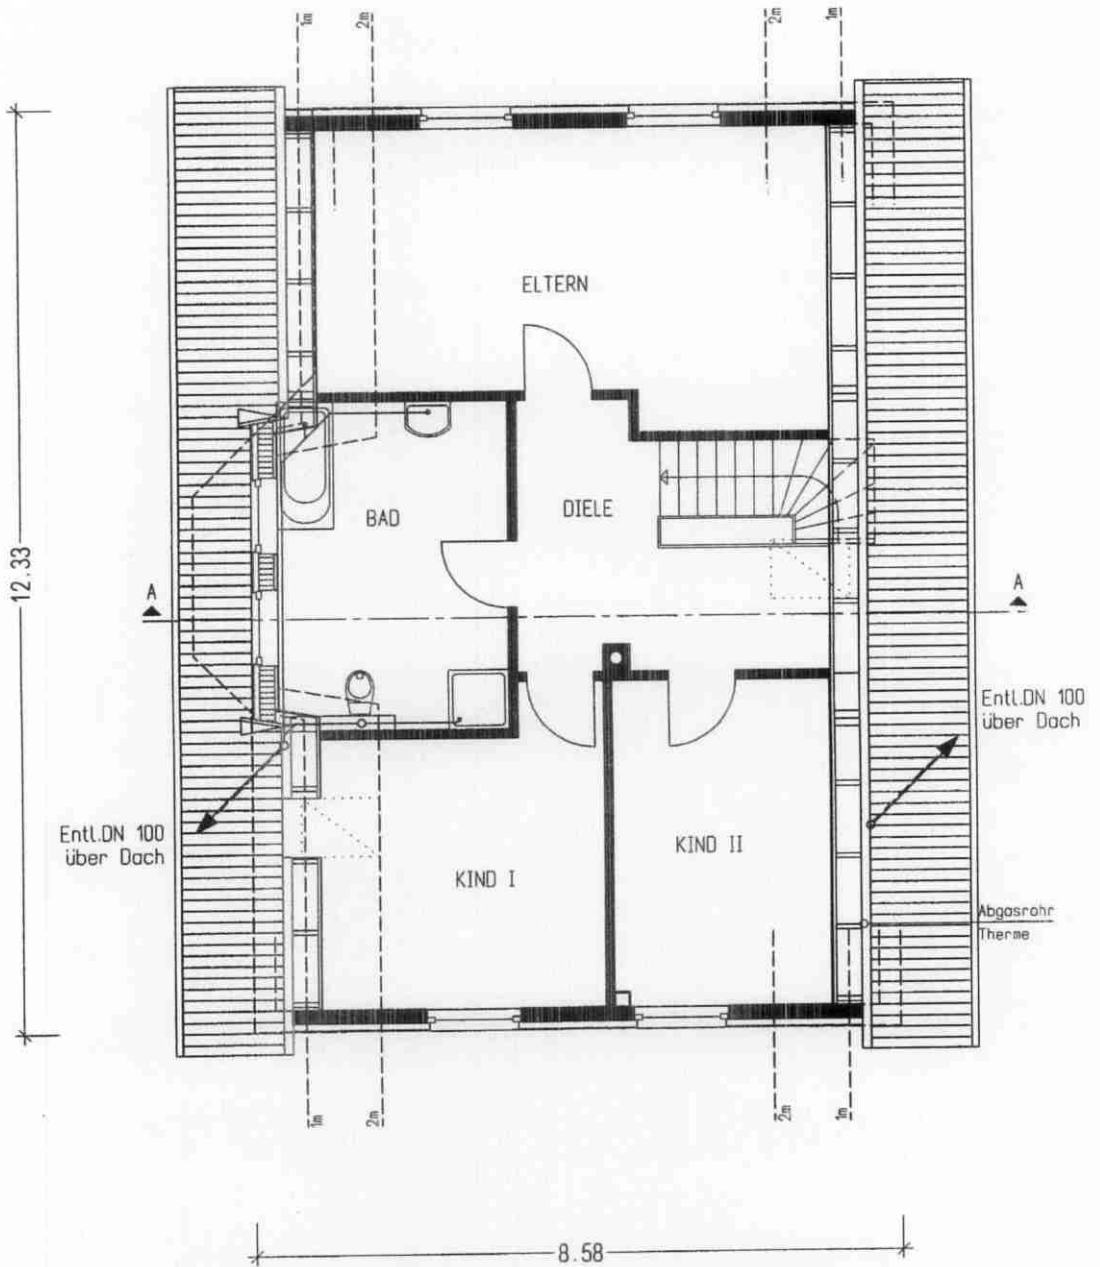 1m
2m
2m
1m
ELTERN
BAD
DIELE
12.33
A
A
Entl.DN 100
über Dach
Entl.DN 100
über Dach
KIND I
KIND II
Abgasrohr
Therme
1m
2m
2m
1m
8.58